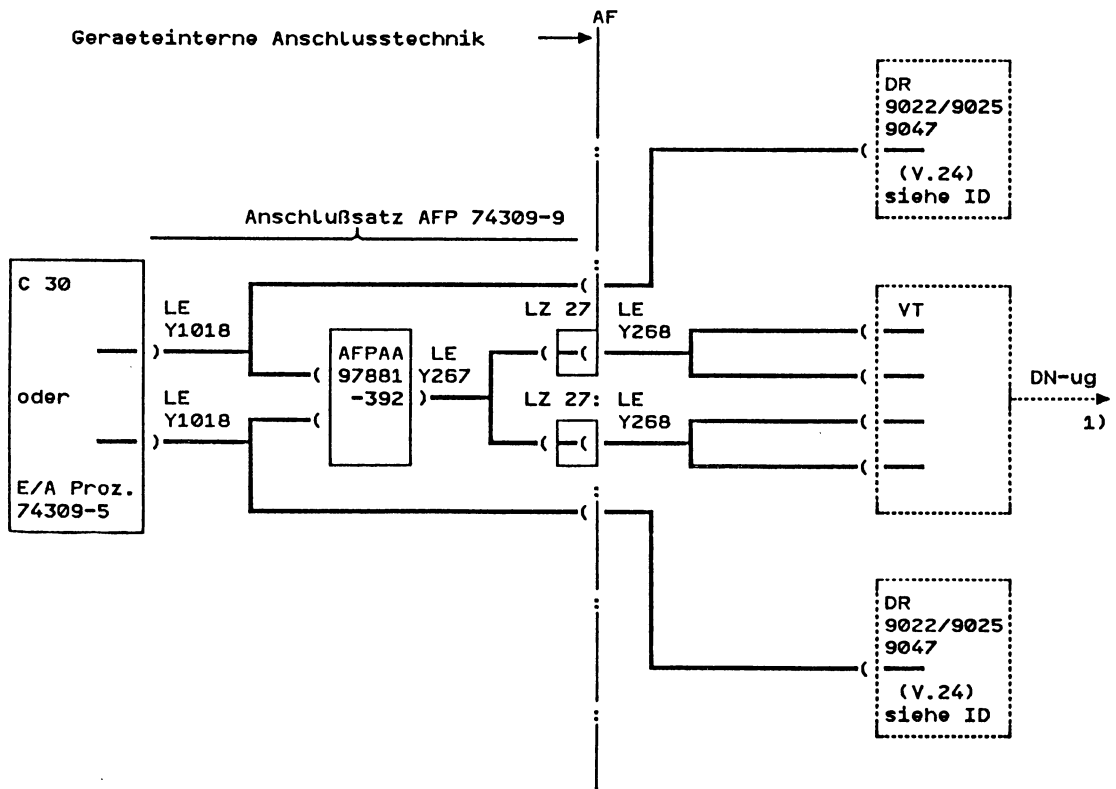 AF
Geraeteinterne Anschlusstechnik
DR
9022/9025
9047
(V.24)
siehe ID
Anschlußsatz AFP 74309-9
C 30
oder
E/A Proz.
74309-5
LE
Y1018
LE
Y1018
AFPAA
97881
-392
LE
Y267
LZ 27
LZ 27:
LE
Y268
LE
Y268
VT
DN-ug
1)
DR
9022/9025
9047
(V.24)
siehe ID